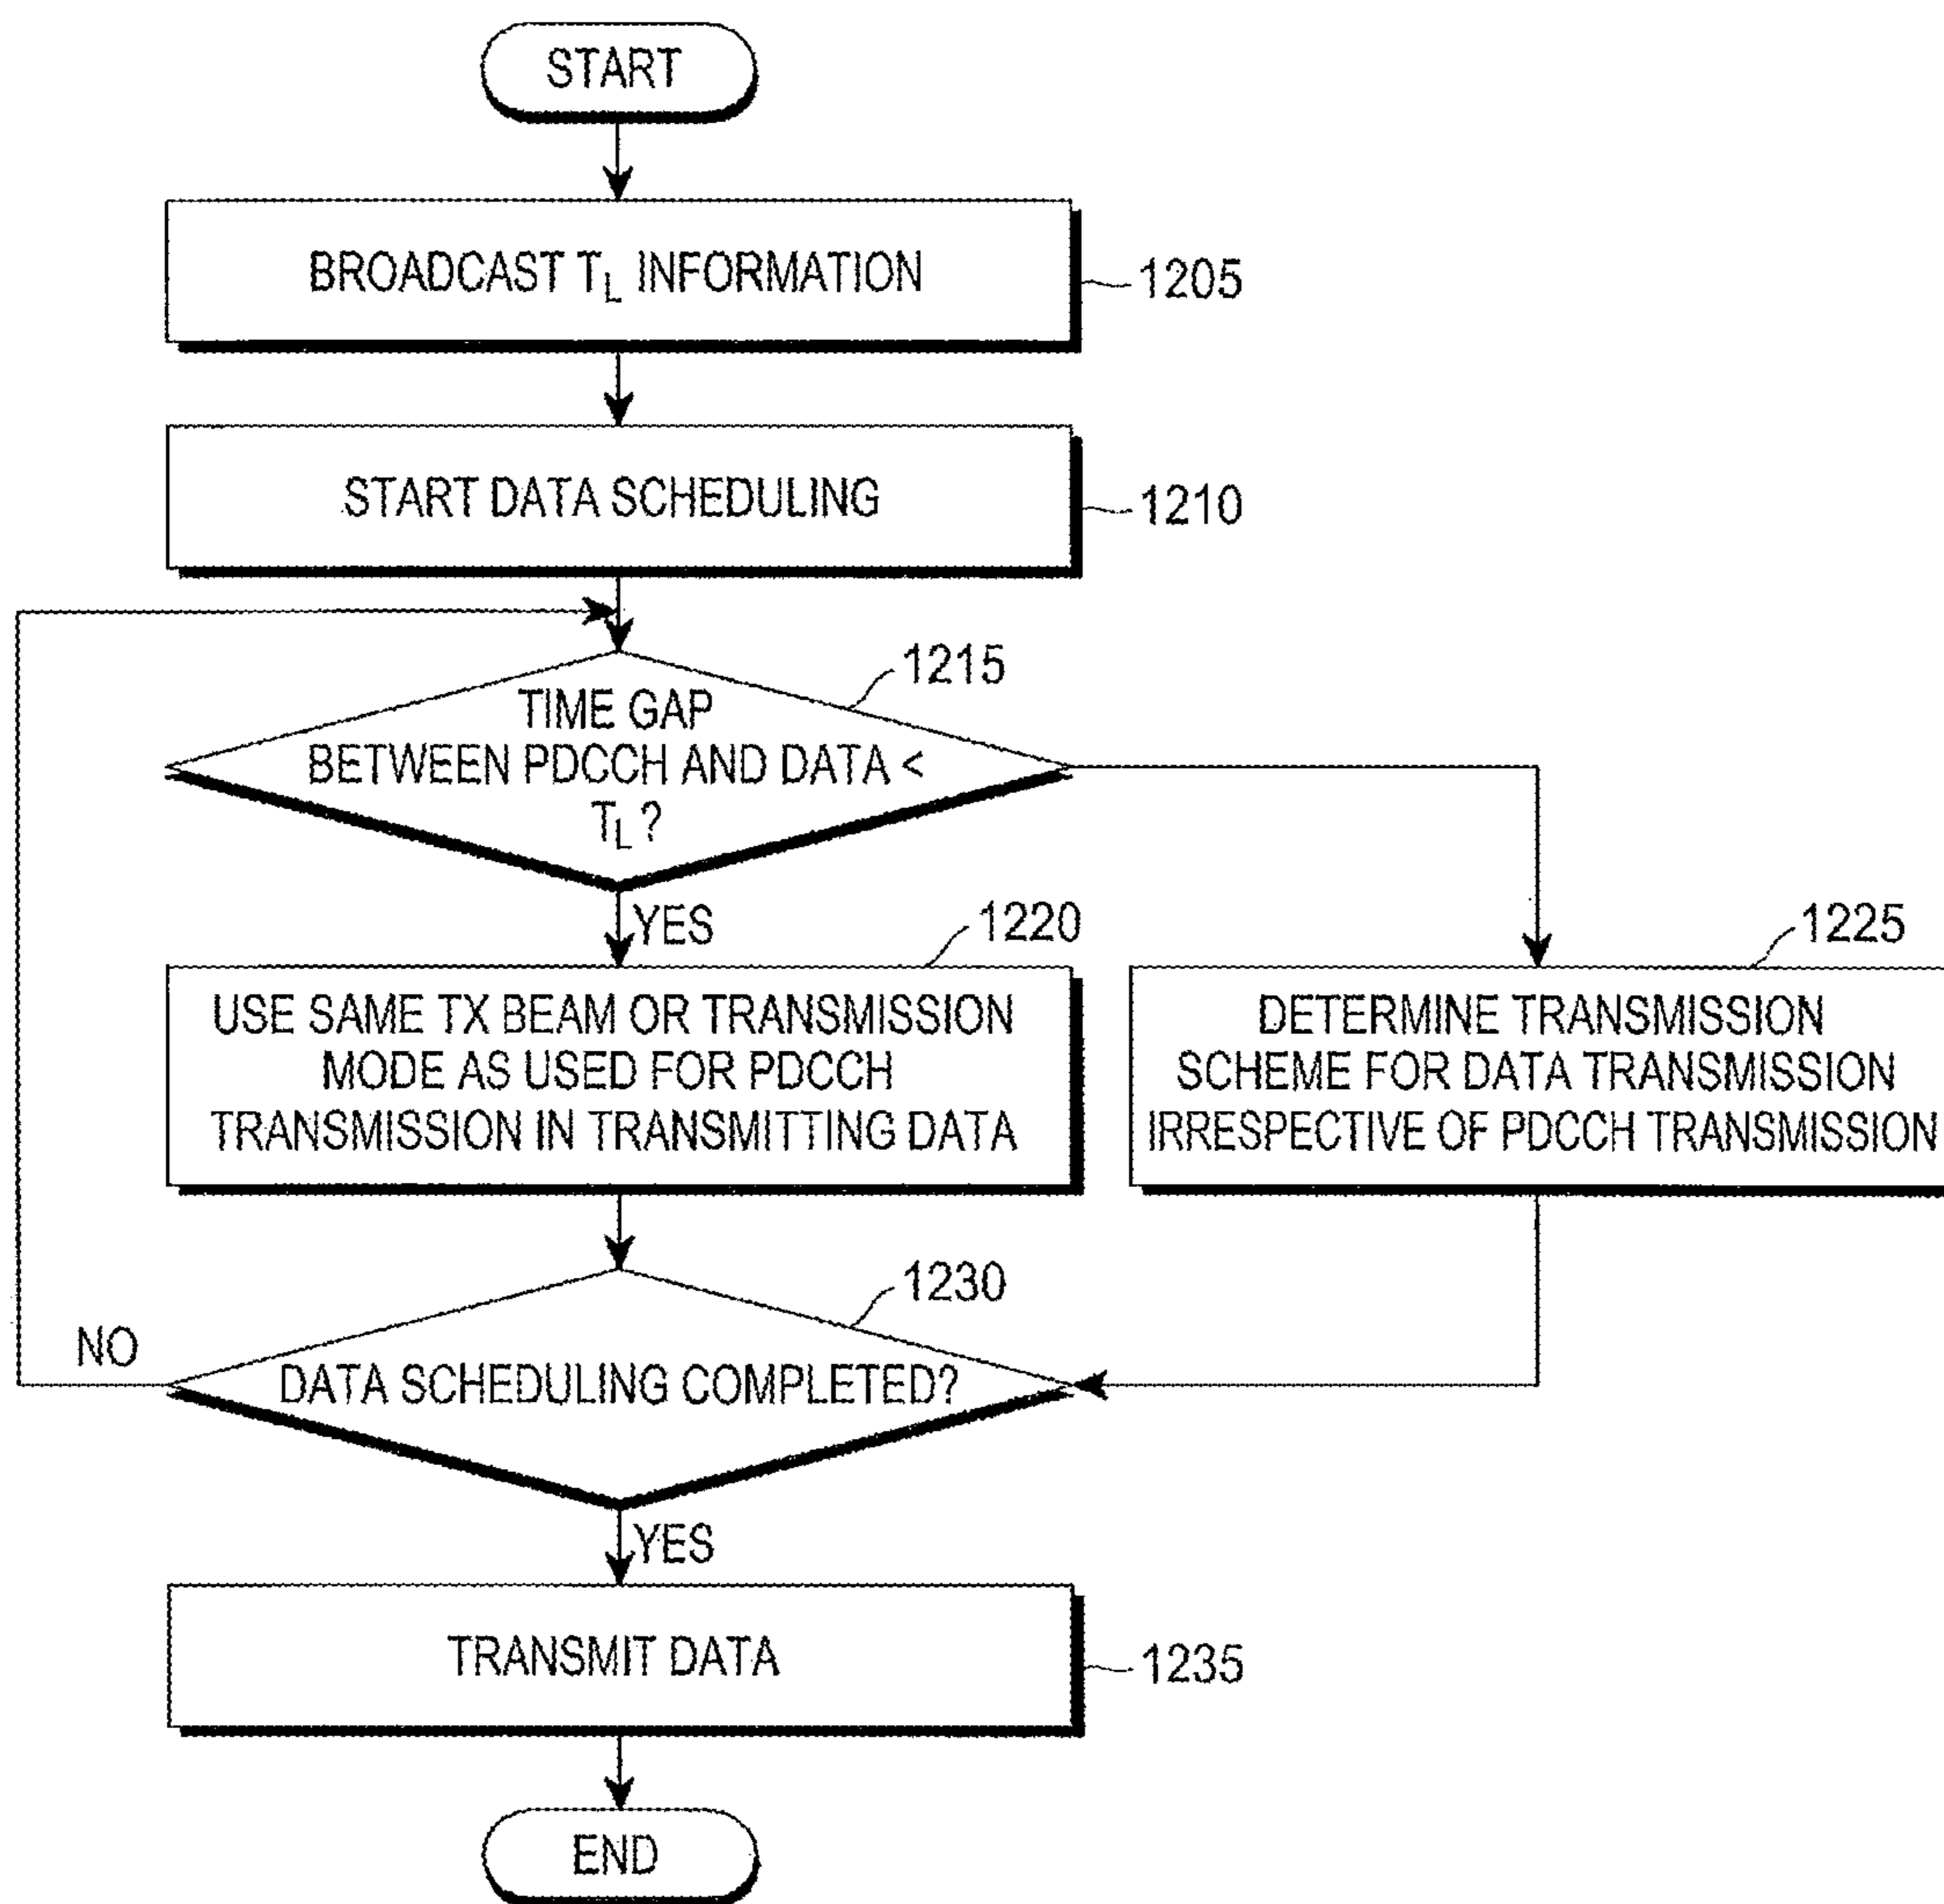 START
BROADCAST TL INFORMATION
1205
START DATA SCHEDULING
1210
1215
TIME GAP
BETWEEN PDCCH AND DATA <
TL ?
YES
1220
1225
USE SAME TX BEAM OR TRANSMISSION
MODE AS USED FOR PDCCH
TRANSMISSION IN TRANSMITTING DATA
DETERMINE TRANSMISSION
SCHEME FOR DATA TRANSMISSION
IRRESPECTIVE OF PDCCH TRANSMISSION
1230
NO
DATA SCHEDULING COMPLETED?
YES
TRANSMIT DATA
1235
END